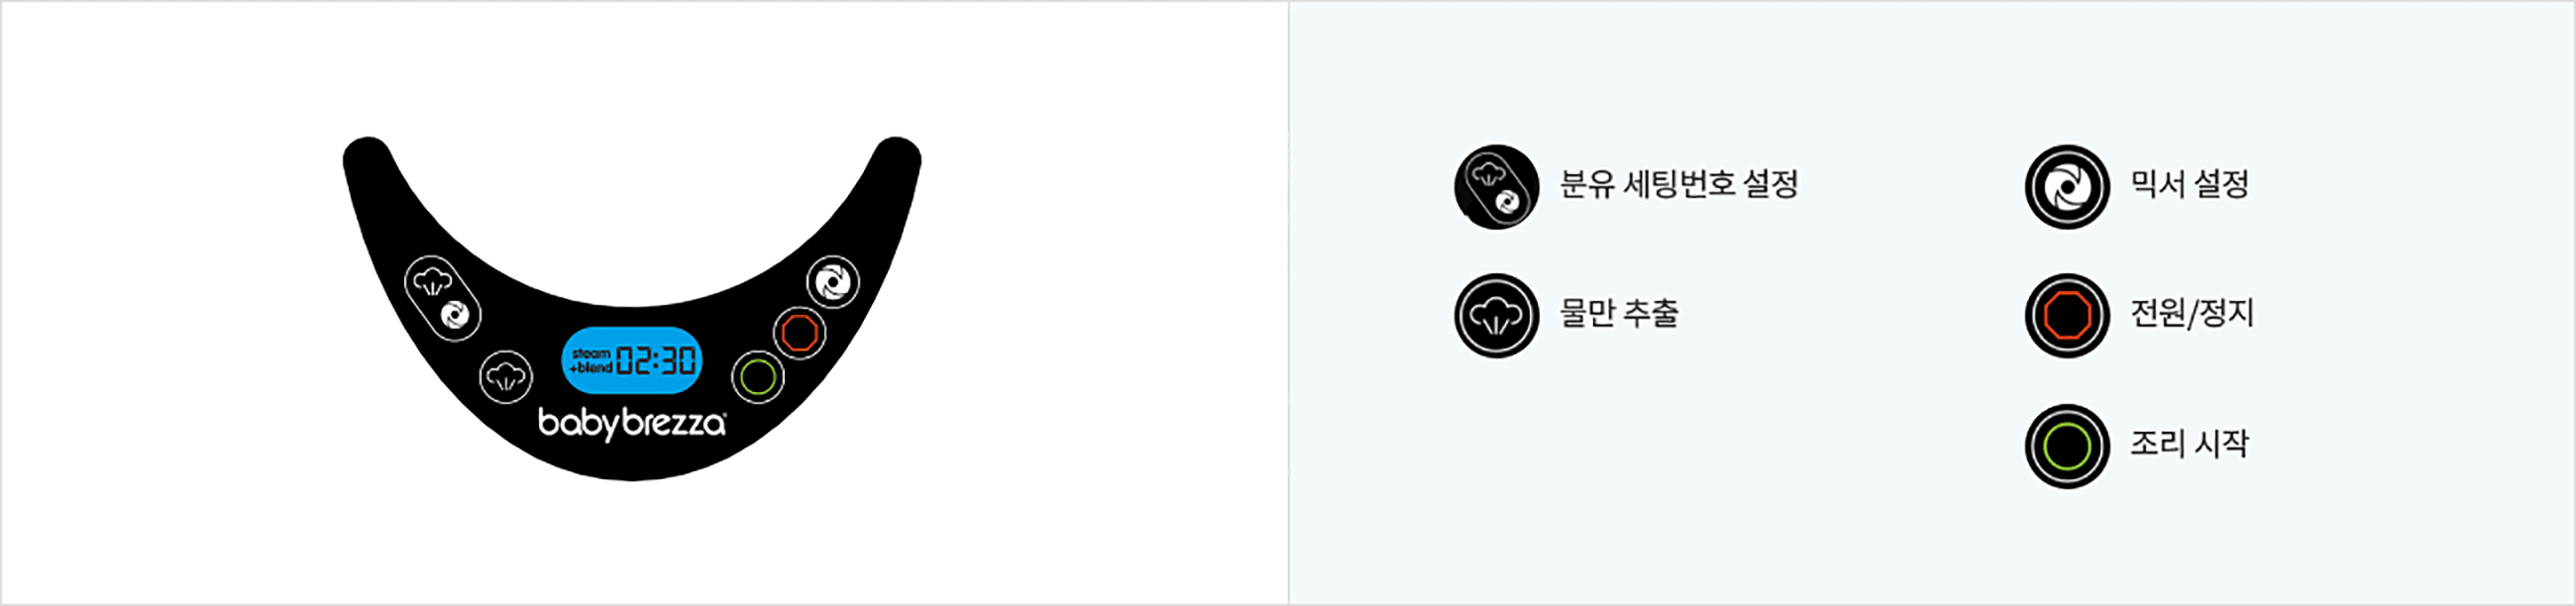 steam
+blend 02:30
babybrezza
분유 세팅번호 설정
물만 추출
믹서 설정
전원/정지
조리 시작